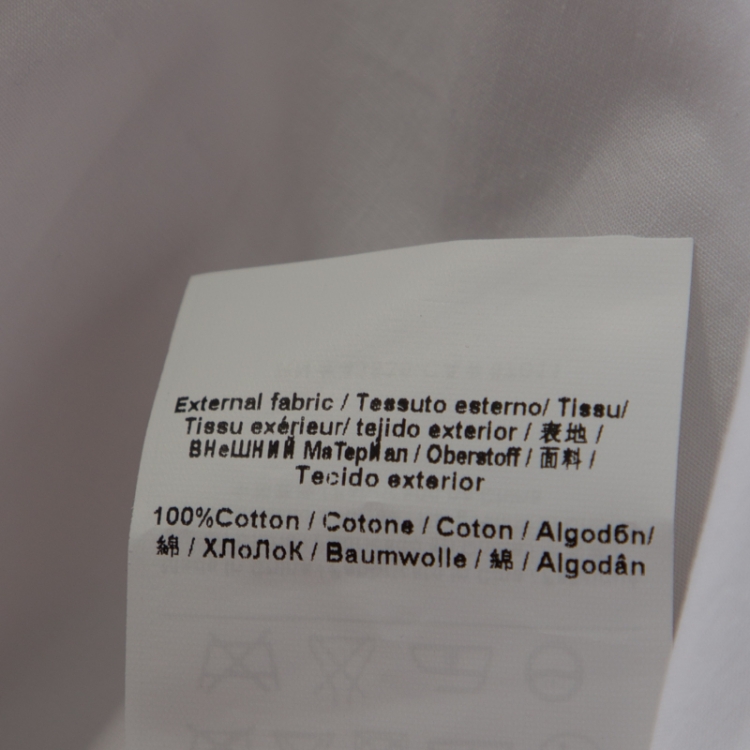 External fabric / Tessuto esterno/ Tissu/
Tissu exérieur/ tejido exterior / 表地 /
ВНеШНИЙ МаТерЙал / Oberstoff / 面料 /
Tecido exterior
100%Cotton / Cotone / Coton / Algodбn/
綿 / ХЛоЛоК / Baumwolle / 綿 / Algodân